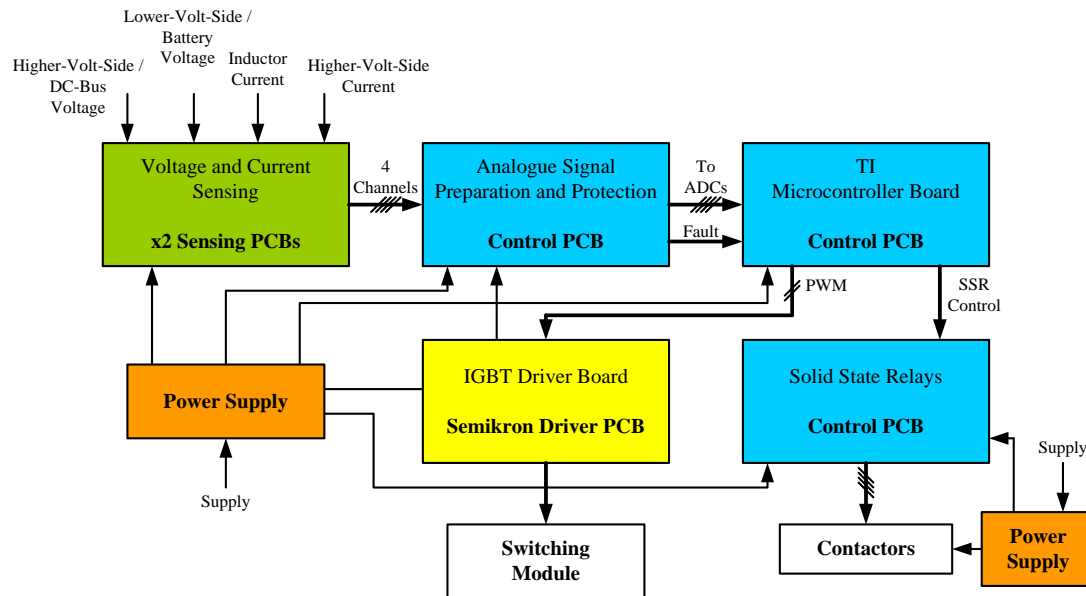 Lower-Volt-Side /
Battery
Voltage
Higher-Volt-Side /
DC-Bus
Voltage
Inductor
Current
Higher-Volt-Side
Current
Voltage and Current
Sensing
x2 Sensing PCBs
4
Channels
Analogue Signal
Preparation and Protection
Control PCB
To
ADCs
Fault
TI
Microcontroller Board
Control PCB
PWM
SSR
Control
Power Supply
Supply
IGBT Driver Board
Semikron Driver PCB
Solid State Relays
Control PCB
Supply
Switching
Module
Contactors
Power
Supply